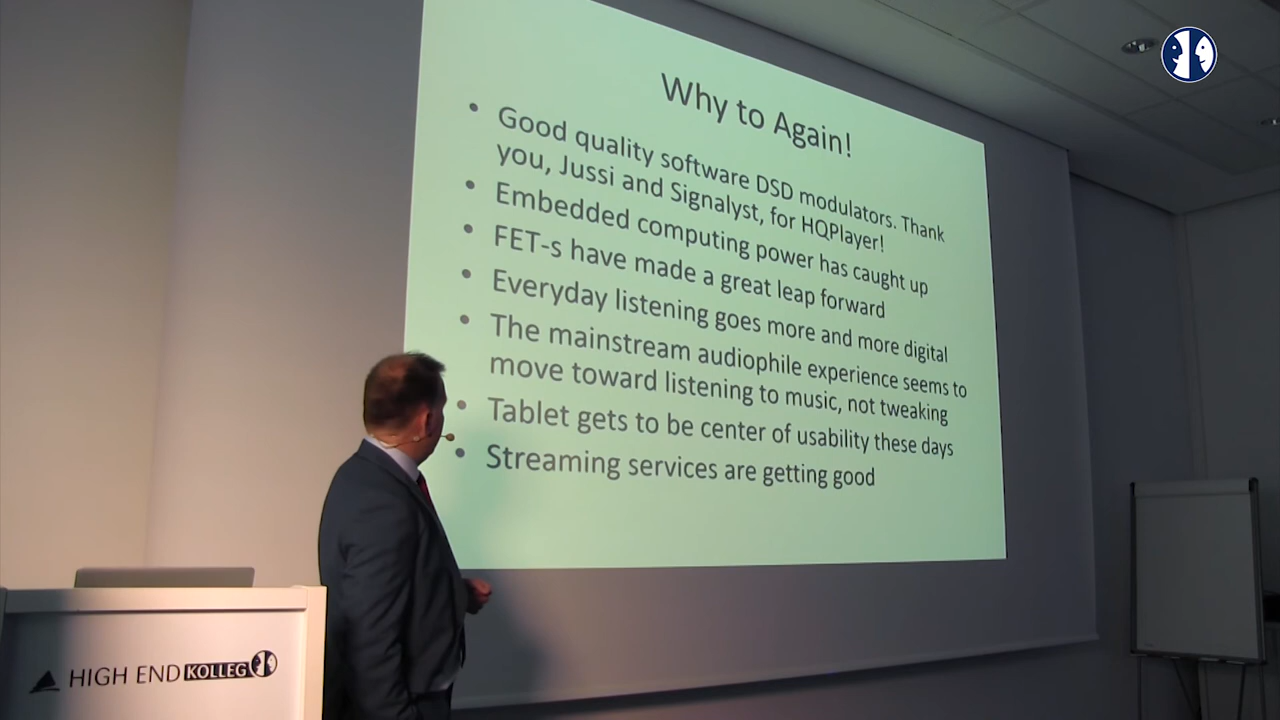 Why to Again!
• Good quality software DSD modulators. Thank
you, Jussi and Signalyst, for HQPlayer!
• Embedded computing power has caught up
• FET-s have made a great leap forward
• Everyday listening goes more and more digital
• The mainstream audiophile experience seems to
move toward listening to music, not tweaking
• Tablet gets to be center of usability these days
• Streaming services are getting good
HIGH END KOLLEG